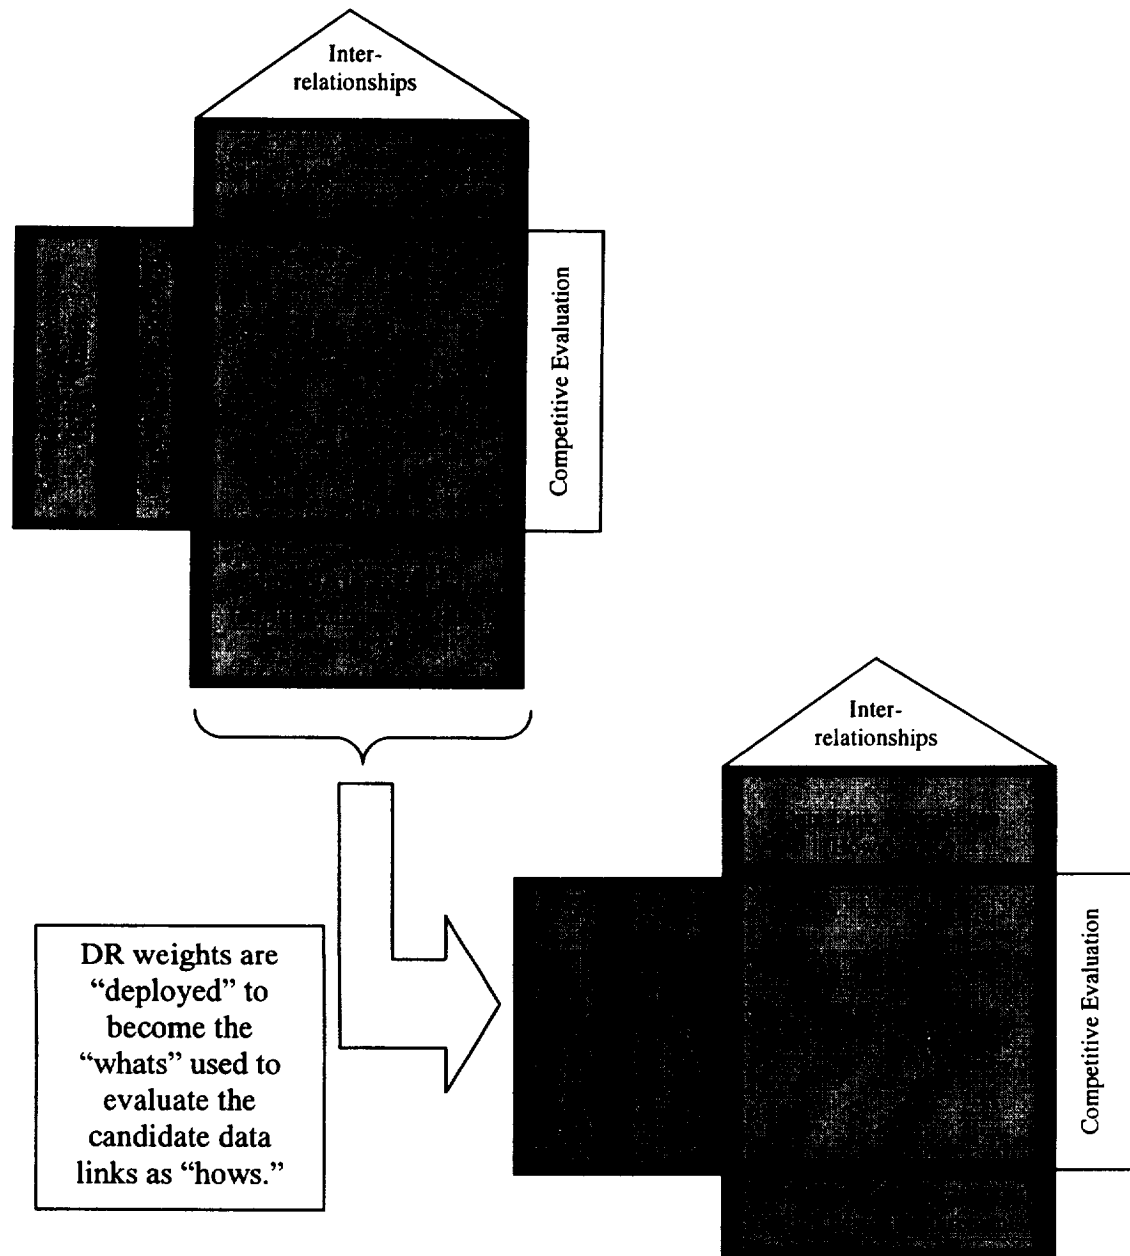 Inter-
relationships
Competitive Evaluation
Inter-
relationships
DR weights are
“deployed” to
become the
“whats” used to
evaluate the
candidate data
links as “hows.”
Competitive Evaluation